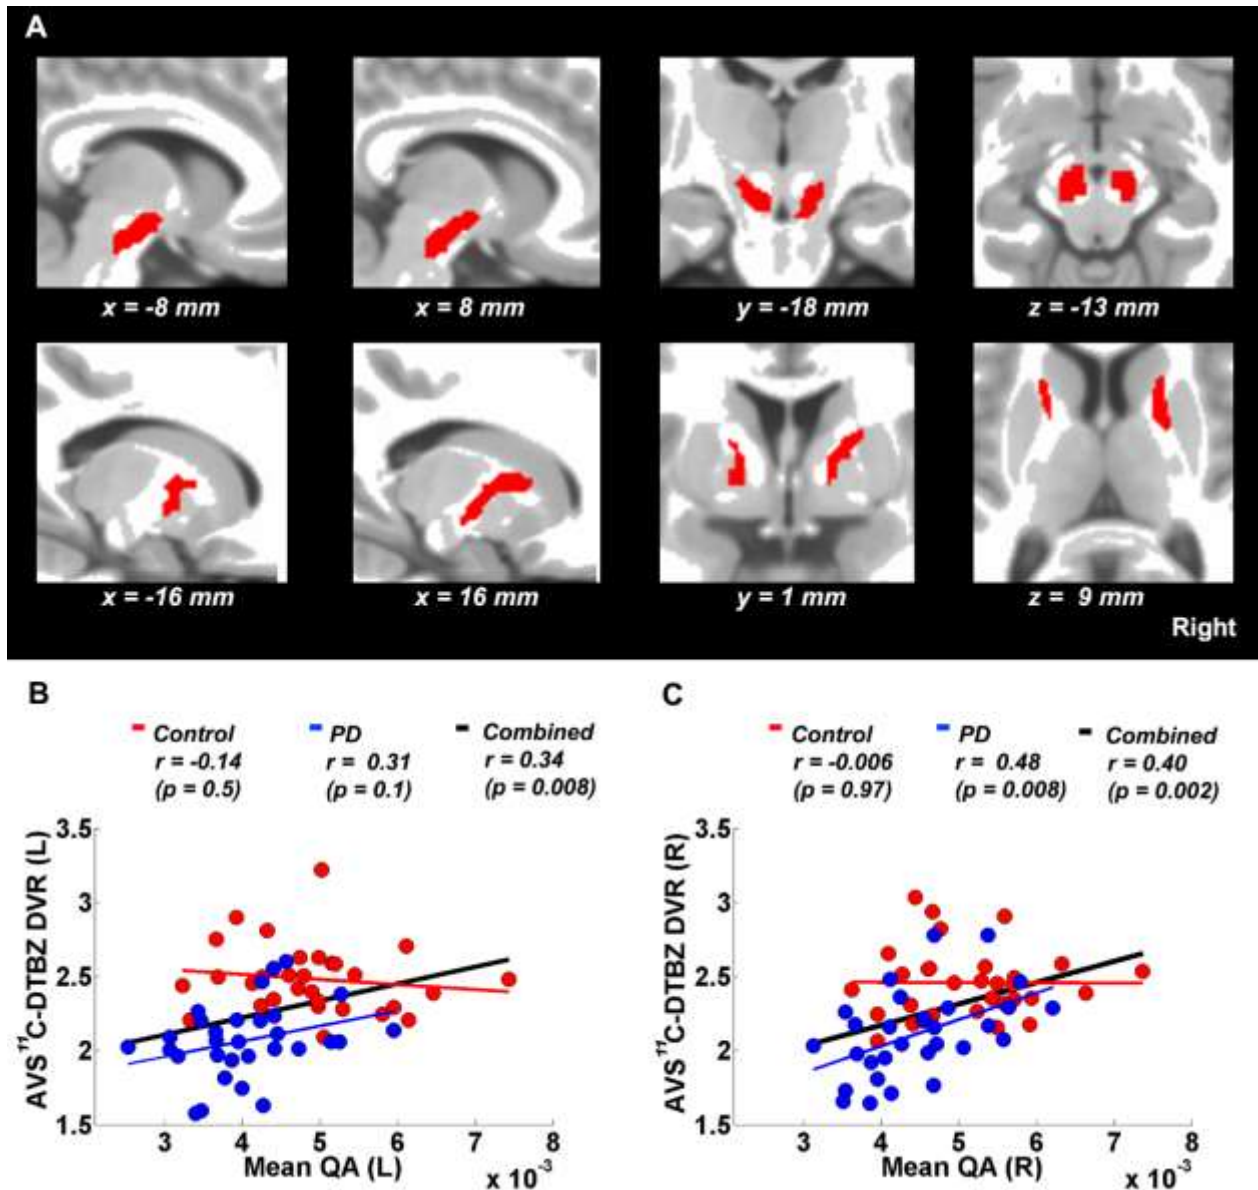 A
x = -8 mm
x = 8 mm
y = -18 mm
z = -13 mm
x = -16 mm
x = 16 mm
y = 1 mm
z = 9 mm
Right
B
Control
r = -0.14
(p = 0.5)
PD
r = 0.31
(p = 0.1)
Combined
r = 0.34
(p = 0.008)
AVS ¹¹C-DTBZ DVR (L)
3.5
3
2.5
2
1.5
3 4 5 6 7 8
Mean QA (L)
x 10⁻³
C
Control
r = -0.006
(p = 0.97)
PD
r = 0.48
(p = 0.008)
Combined
r = 0.40
(p = 0.002)
AVS ¹¹C-DTBZ DVR (R)
3.5
3
2.5
2
1.5
3 4 5 6 7 8
Mean QA (R)
x 10⁻³